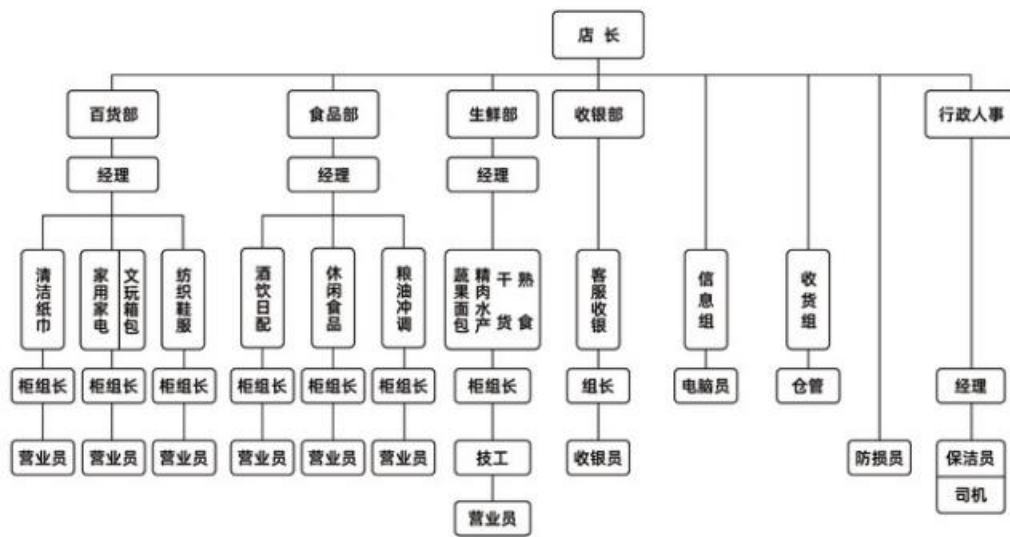 店 长
百货部
食品部
生鲜部
收银部
行政人事
经理
经理
经理
清洁纸巾
家用家电
文玩箱包
纺织鞋服
酒饮日配
休闲食品
粮油冲调
蔬果面包
精肉水产
干货
熟食
客服收银
信息组
收货组
柜组长
柜组长
柜组长
柜组长
柜组长
柜组长
柜组长
组长
电脑员
仓管
经理
营业员
营业员
营业员
营业员
营业员
营业员
技工
收银员
防损员
保洁员
司机
营业员